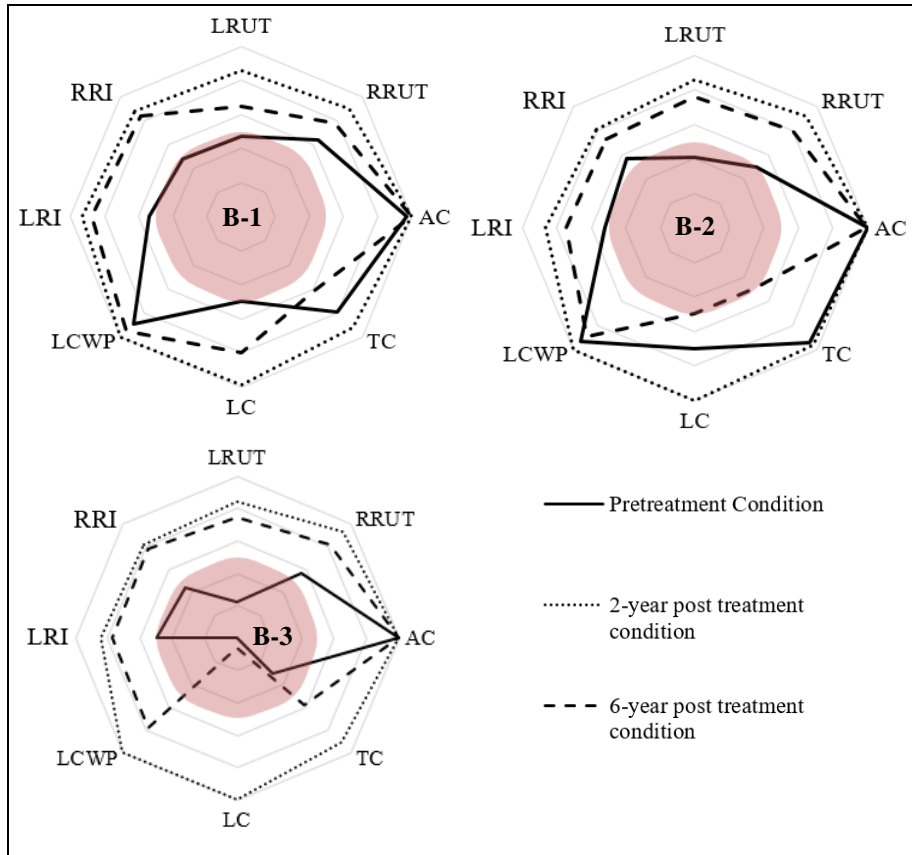 LRUT
RRUT
AC
TC
LC
LCWP
LRI
RRI
B-1
LRUT
RRUT
AC
TC
LC
LCWP
LRI
RRI
B-2
LRUT
RRUT
AC
TC
LC
LCWP
LRI
RRI
B-3
Pretreatment Condition
2-year post treatment
condition
6-year post treatment
condition